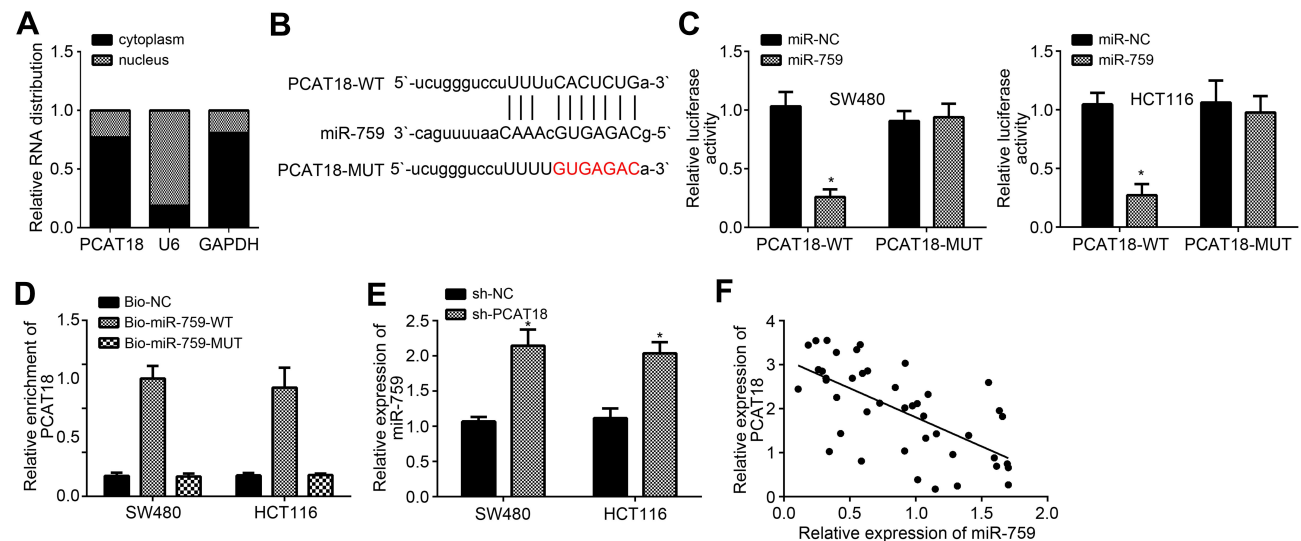 A
cytoplasm
nucleus
Relative RNA distribution
1.5
1.0
0.5
0.0
PCAT18 U6 GAPDH
B
PCAT18-WT 5`-ucuggguccuUUUuCACUCUGa-3`
miR-759 3`-caguuuuaaCAAAcGUGAGACg-5`
PCAT18-MUT 5`-ucugggguccuUUUUGUGAGACa-3`
C
miR-NC
miR-759
SW480
Relative luciferase
activity
1.5
1.0
0.5
0.0
PCAT18-WT PCAT18-MUT
*
miR-NC
miR-759
HCT116
Relative luciferase
activity
1.5
1.0
0.5
0.0
PCAT18-WT PCAT18-MUT
*
D
Bio-NC
Bio-miR-759-WT
Bio-miR-759-MUT
Relative enrichment of
PCAT18
1.5
1.0
0.5
0.0
SW480 HCT116
E
sh-NC
sh-PCAT18
Relative expression of
miR-759
2.5
2.0
1.5
1.0
0.5
0.0
* *
SW480 HCT116
F
Relative expression of
PCAT18
4
3
2
1
0
0.0 0.5 1.0 1.5 2.0
Relative expression of miR-759